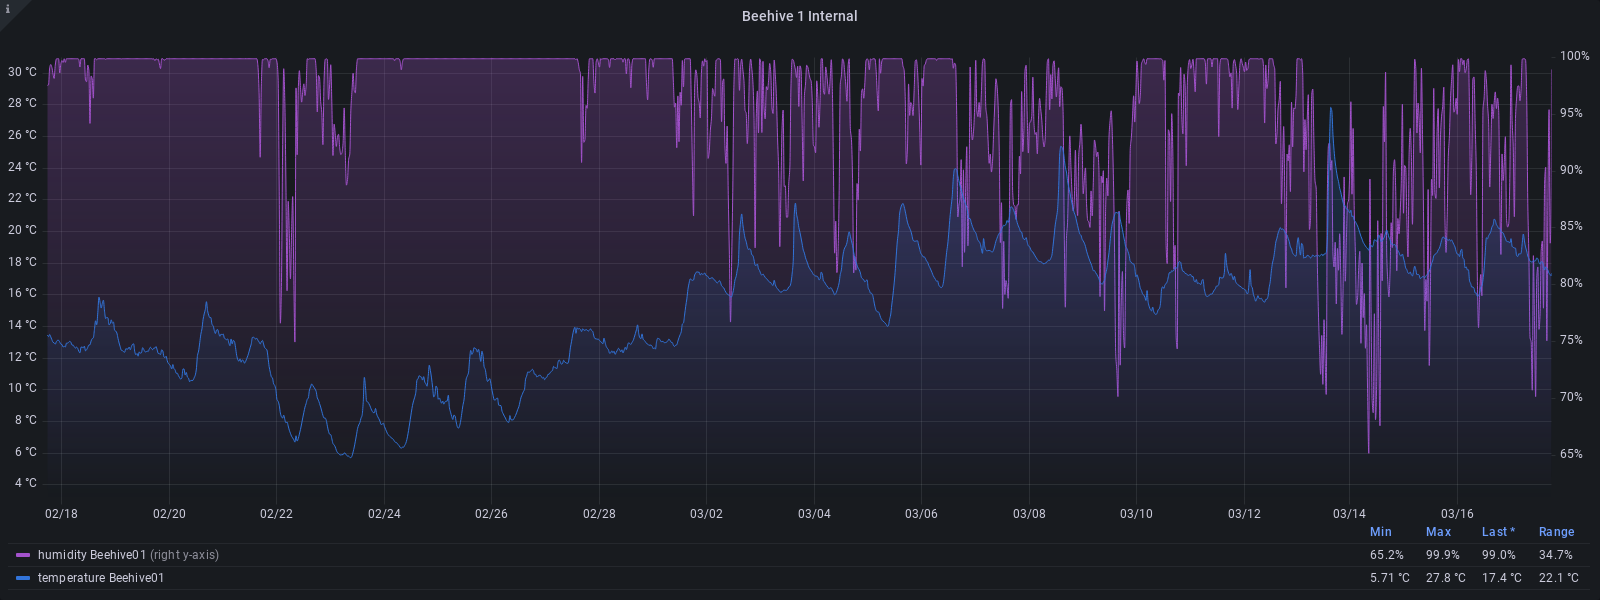 i
Beehive 1 Internal
30 °C
28 °C
26 °C
24 °C
22 °C
20 °C
18 °C
16 °C
14 °C
12 °C
10 °C
8 °C
6 °C
4 °C
100%
95%
90%
85%
80%
75%
70%
65%
02/18 02/20 02/22 02/24 02/26 02/28 03/02 03/04 03/06 03/08 03/10 03/12 03/14 03/16
Min Max Last * Range
humidity Beehive01 (right y-axis) 65.2% 99.9% 99.0% 34.7%
temperature Beehive01 5.71 °C 27.8 °C 17.4 °C 22.1 °C